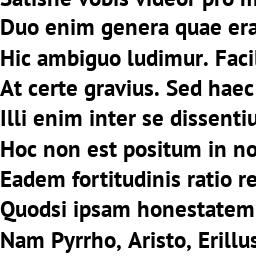 Satisne vobis videor pro m
Duo enim genera quae era
Hic ambiguo ludimur. Facil
At certe gravius. Sed haec
Illi enim inter se dissentiu
Hoc non est positum in no
Eadem fortitudinis ratio re
Quodsi ipsam honestatem
Nam Pyrrho, Aristo, Erillus